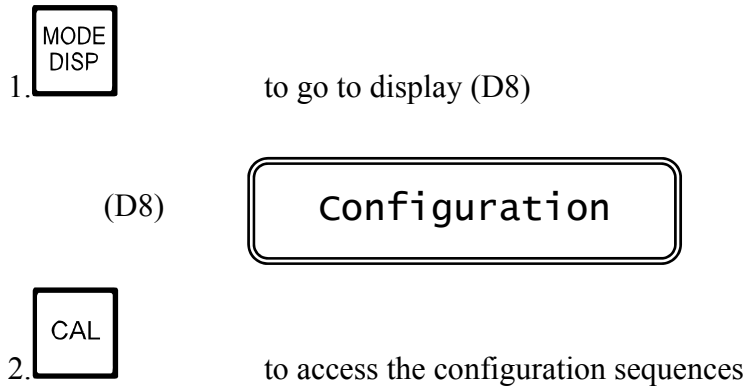 MODE
DISP
1. to go to display (D8)
(D8) Configuration
CAL
2. to access the configuration sequences